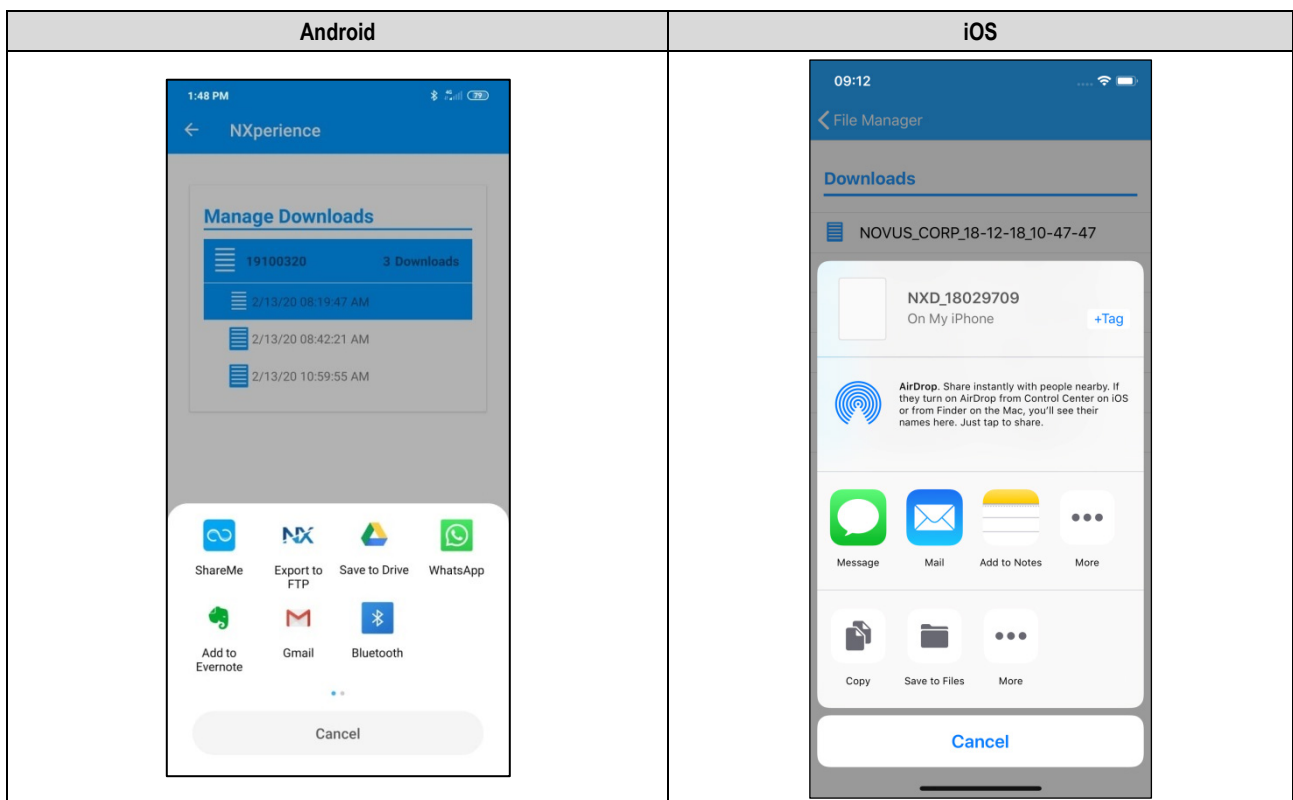 Android
iOS
1:48 PM
4G
39
NXperience
Manage Downloads
19100320 3 Downloads
2/13/20 08:19:47 AM
2/13/20 08:42:21 AM
2/13/20 10:59:55 AM
ShareMe
Export to
FTP
Save to Drive
WhatsApp
Add to
Evernote
Gmail
Bluetooth
Cancel
09:12
File Manager
Downloads
NOVUS_CORP_18-12-18_10-47-47
NXD_18029709
On My iPhone
+Tag
AirDrop. Share instantly with people nearby. If
they turn on AirDrop from Control Center on iOS
or from Finder on the Mac, you'll see their
names here. Just tap to share.
Message
Mail
Add to Notes
More
Copy
Save to Files
More
Cancel